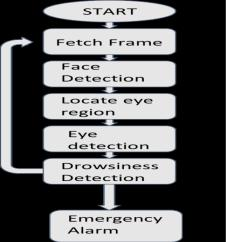 START
Fetch Frame
Face
Detection
Locate eye
region
Eye
detection
Drowsiness
Detection
Emergency
Alarm